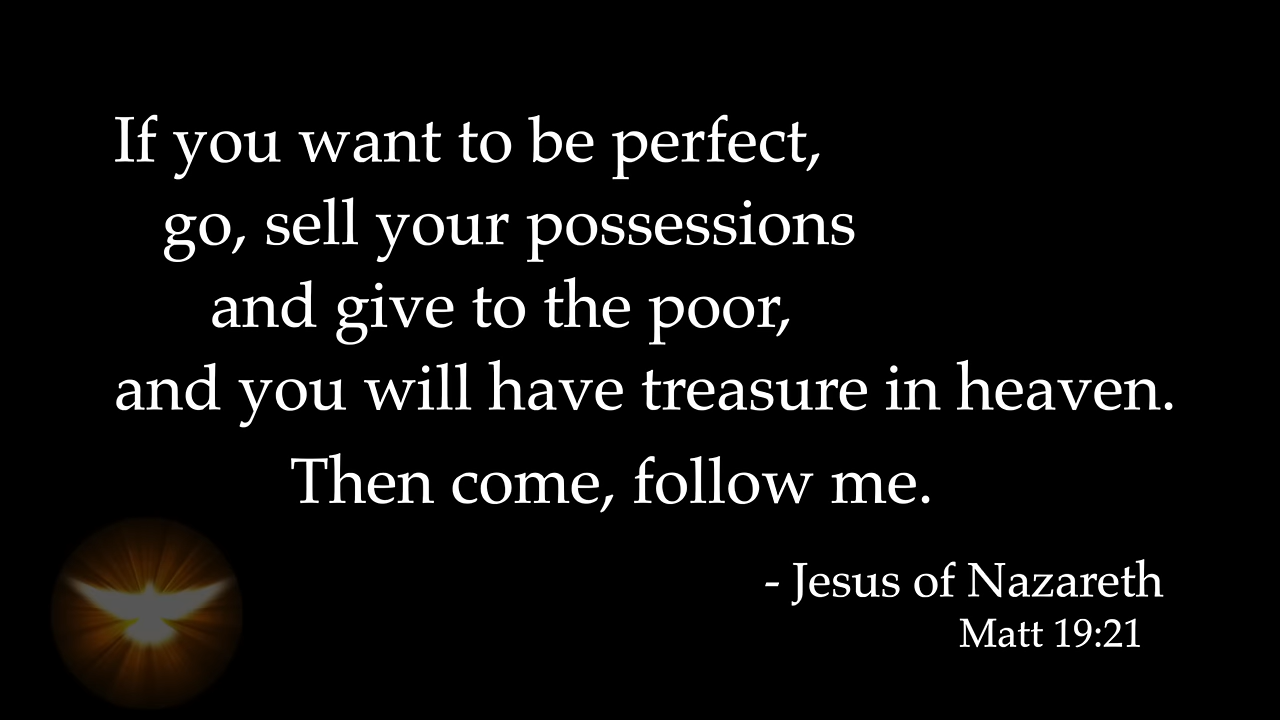 If you want to be perfect,
go, sell your possessions
and give to the poor,
and you will have treasure in heaven.
Then come, follow me.
- Jesus of Nazareth
Matt 19:21